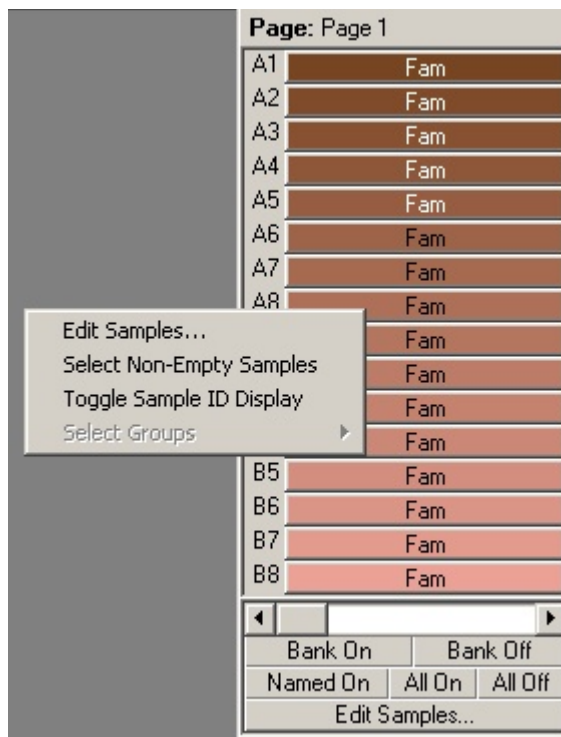 Page: Page 1
A1 Fam
A2 Fam
A3 Fam
A4 Fam
A5 Fam
A6 Fam
A7 Fam
A8 Fam
Fam
Fam
Fam
Fam
B5 Fam
B6 Fam
B7 Fam
B8 Fam
Edit Samples...
Select Non-Empty Samples
Toggle Sample ID Display
Select Groups
Bank On Bank Off
Named On All On All Off
Edit Samples...